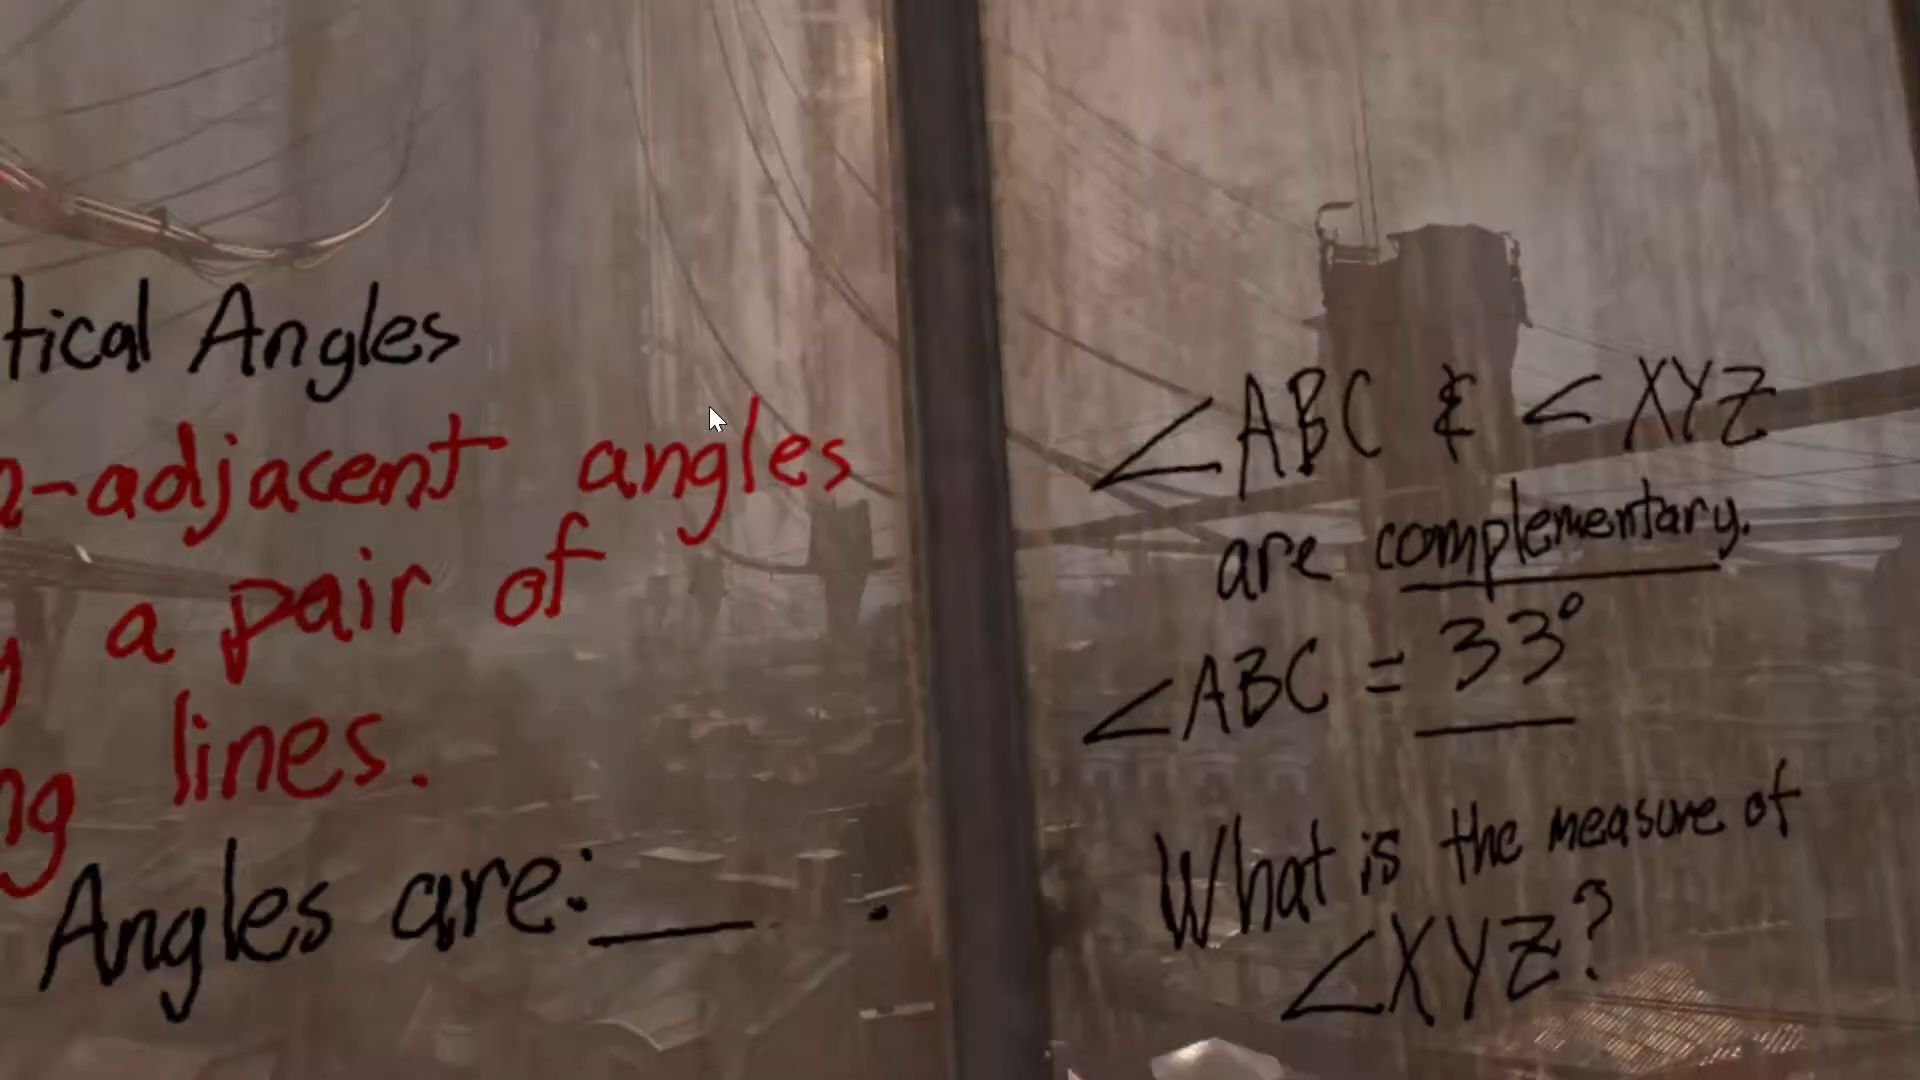 tical Angles
-adjacent angles
a pair of
lines.
Angles are: __ .
∠ABC & <XYZ
are complementary.
∠ABC = 33°
What is the measure of
∠XYZ?